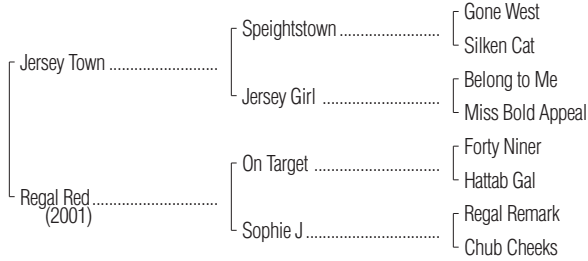 Gone West
Speightstown
Silken Cat
Jersey Town
Belong to Me
Jersey Girl
Miss Bold Appeal
Forty Niner
On Target
Hattab Gal
Regal Red
(2001)
Regal Remark
Sophie J
Chub Cheeks